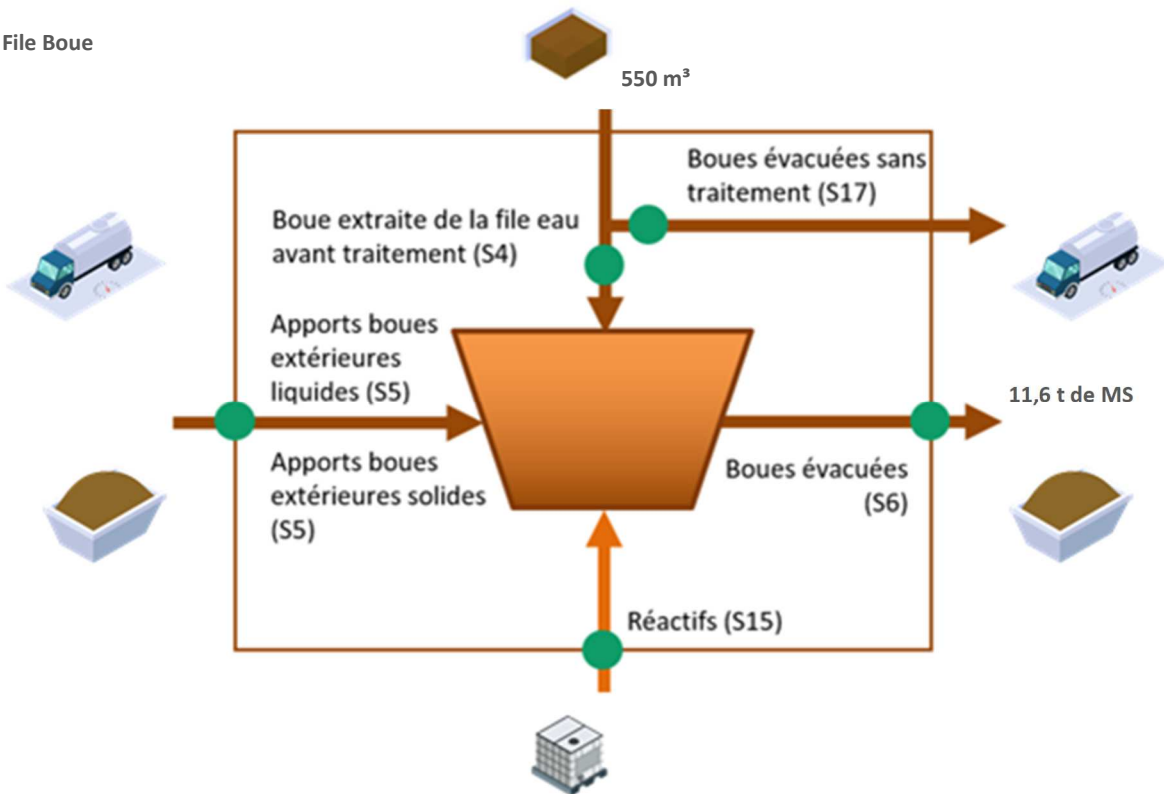 File Boue
550 m³
Boues évacuées sans
traitement (S17)
Boue extraite de la file eau
avant traitement (S4)
Apports boues
extérieures
liquides (S5)
11,6 t de MS
Apports boues
extérieures solides
(S5)
Boues évacuées
(S6)
Réactifs (S15)